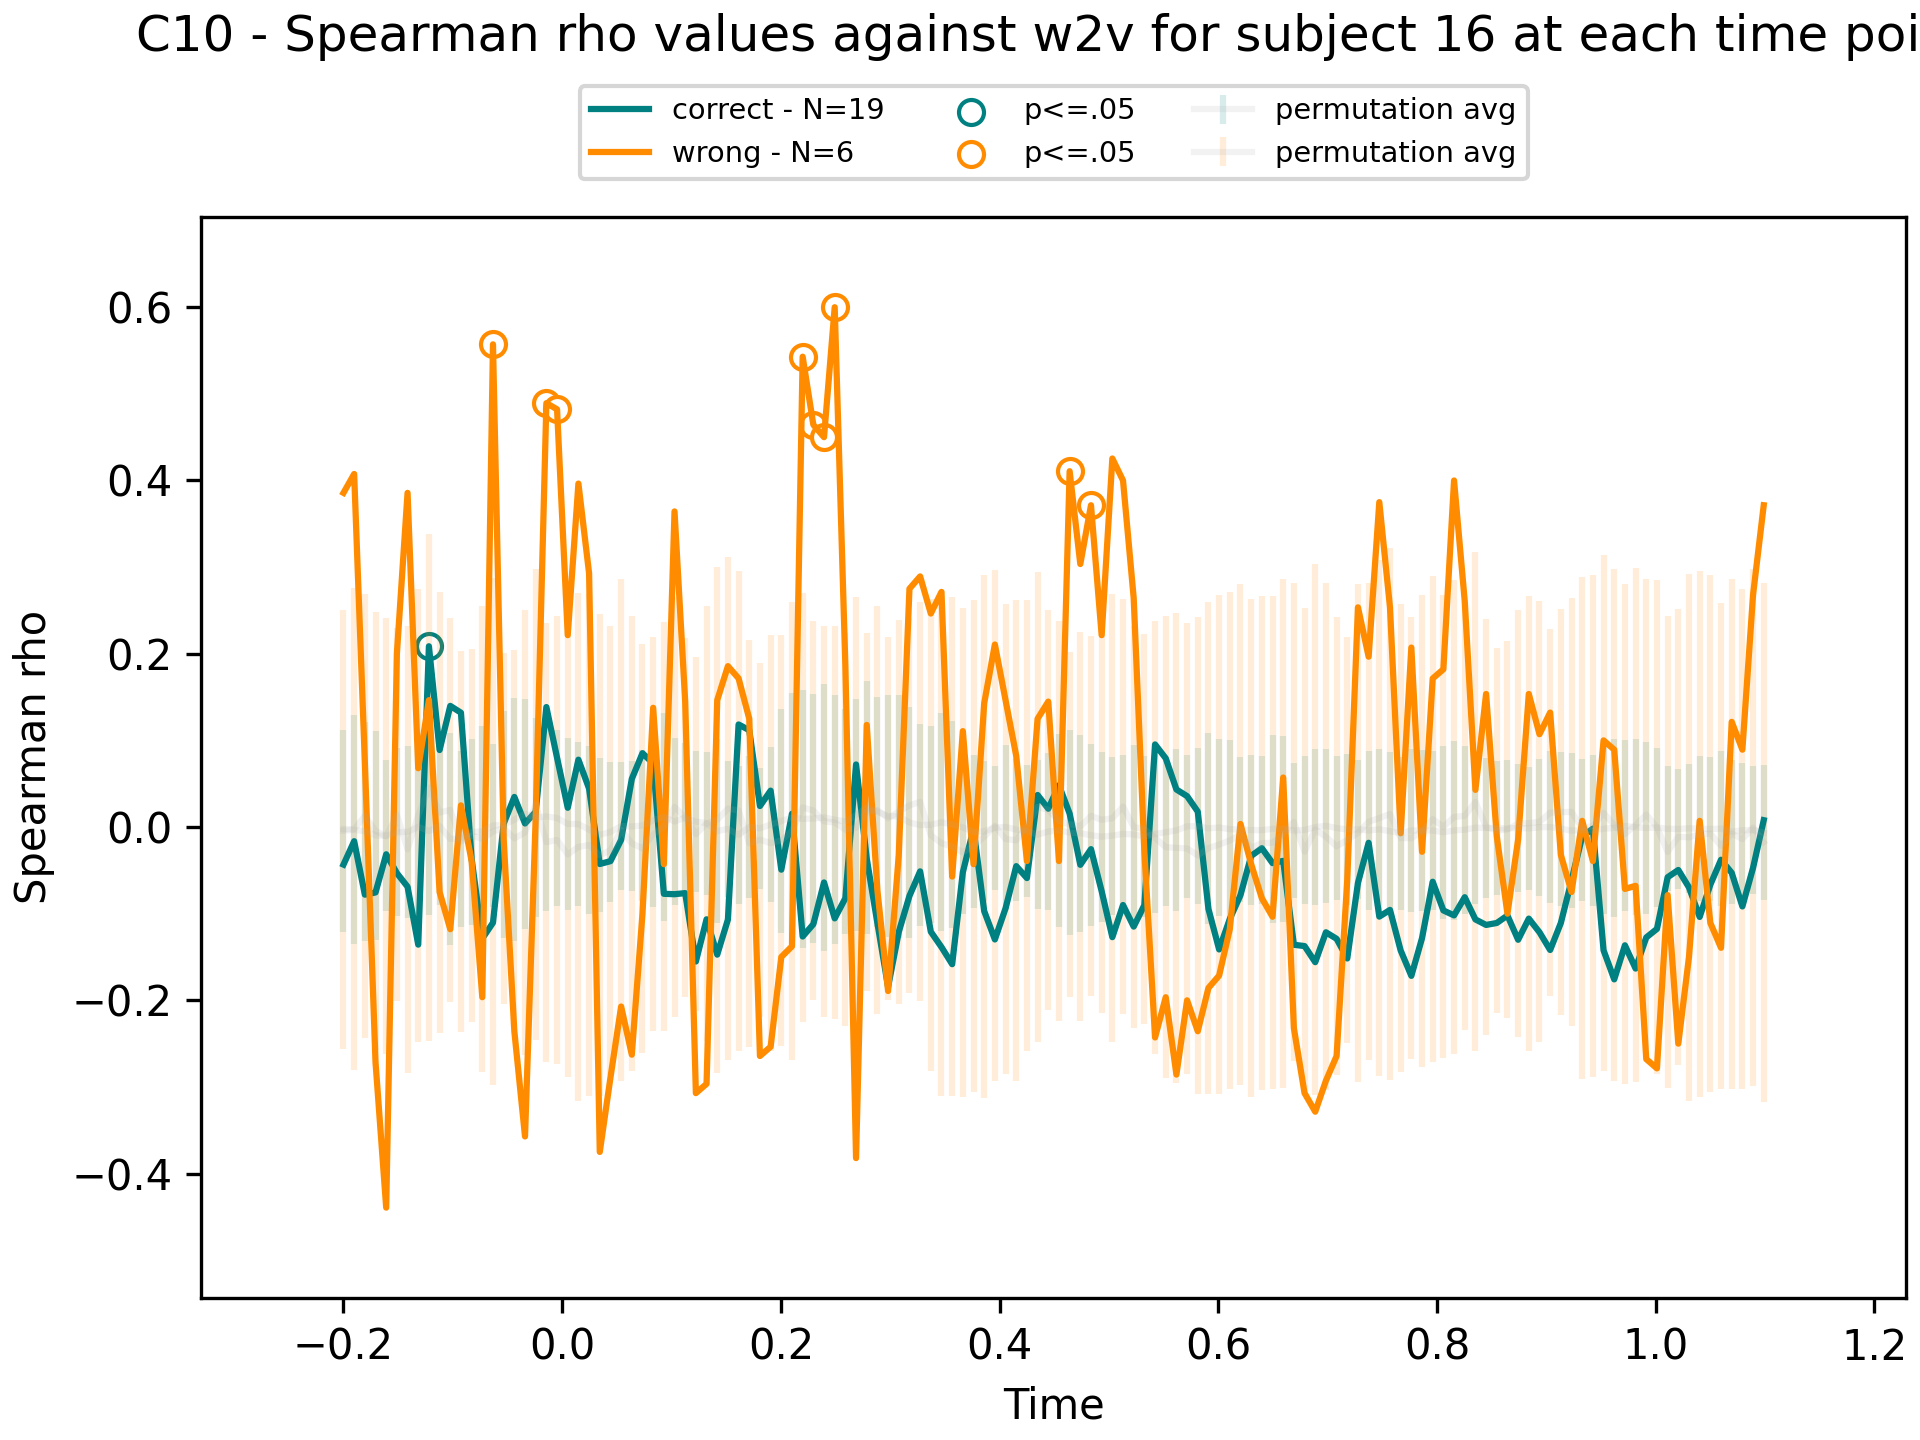 C10 - Spearman rho values against w2v for subject 16 at each time poi
correct - N=19 p<=.05 permutation avg
wrong - N=6 p<=.05 permutation avg
0.6
0.4
0.2
0.0
−0.2
−0.4
Spearman rho
−0.2 0.0 0.2 0.4 0.6 0.8 1.0 1.2
Time